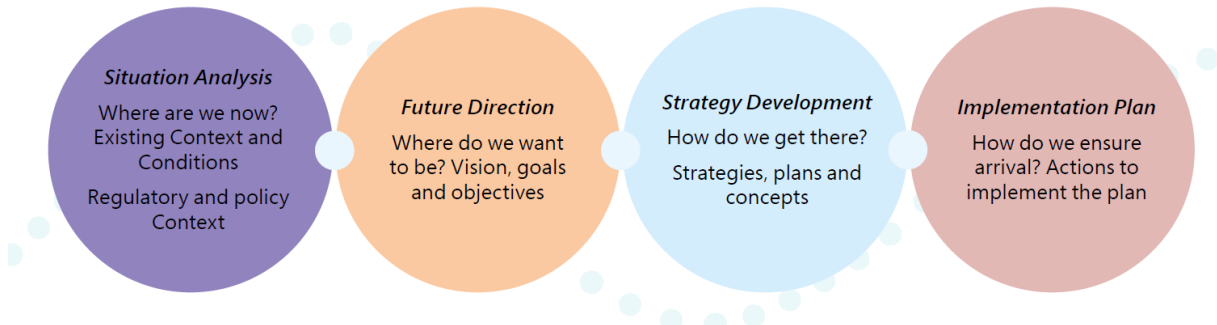 Situation Analysis
Where are we now?
Existing Context and
Conditions
Regulatory and policy
Context
Future Direction
Where do we want
to be? Vision, goals
and objectives
Strategy Development
How do we get there?
Strategies, plans and
concepts
Implementation Plan
How do we ensure
arrival? Actions to
implement the plan